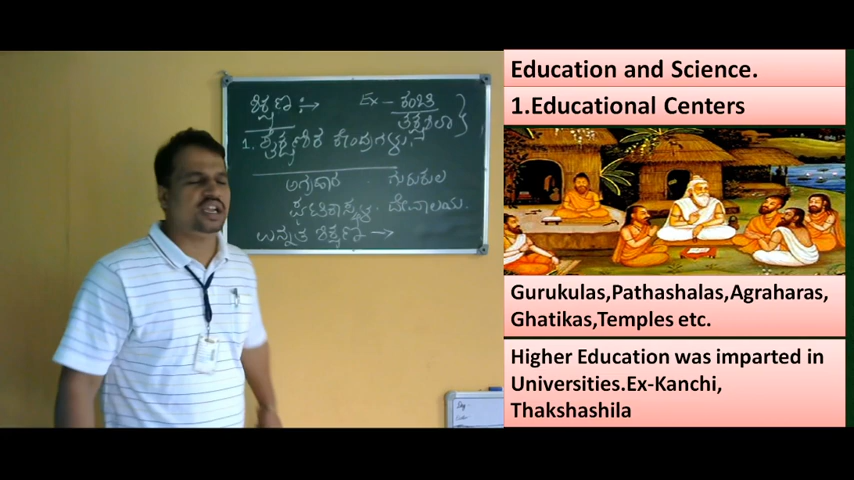 ಶಿಕ್ಷಣ :→ Ex – ಕಂಚಿ
ತಕ್ಷಶಿಲಾ
1. ಶೈಕ್ಷಣಿಕ ಕೇಂದ್ರಗಳು,
ಅಗ್ರಹಾರ ಗುರುಕುಲ
ದೇವಾಲಯ.
ಉನ್ನತ ಶಿಕ್ಷಣ →
Education and Science.
1.Educational Centers
Gurukulas,Pathashalas,Agraharas,
Ghatikas,Temples etc.
Higher Education was imparted in
Universities.Ex-Kanchi,
Thakshashila